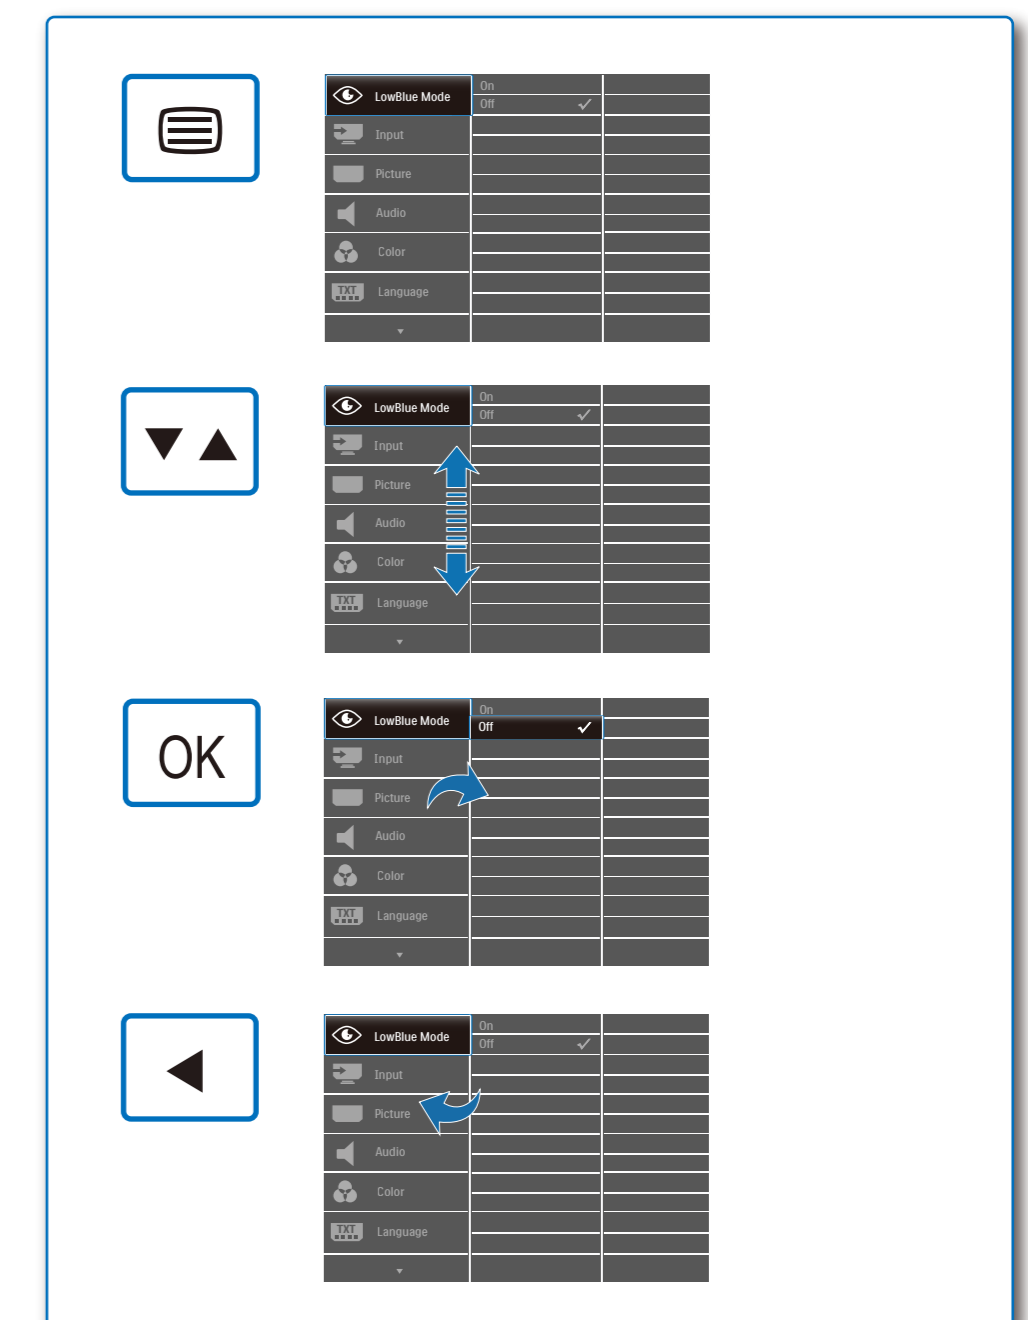 On
LowBlue Mode
Off
Input
Picture
Audio
Color
TXT
Language
On
LowBlue Mode
Off
Input
Picture
Audio
Color
TXT
Language
OK
On
LowBlue Mode
Off
Input
Picture
Audio
Color
TXT
Language
On
LowBlue Mode
Off
Input
Picture
Audio
Color
TXT
Language